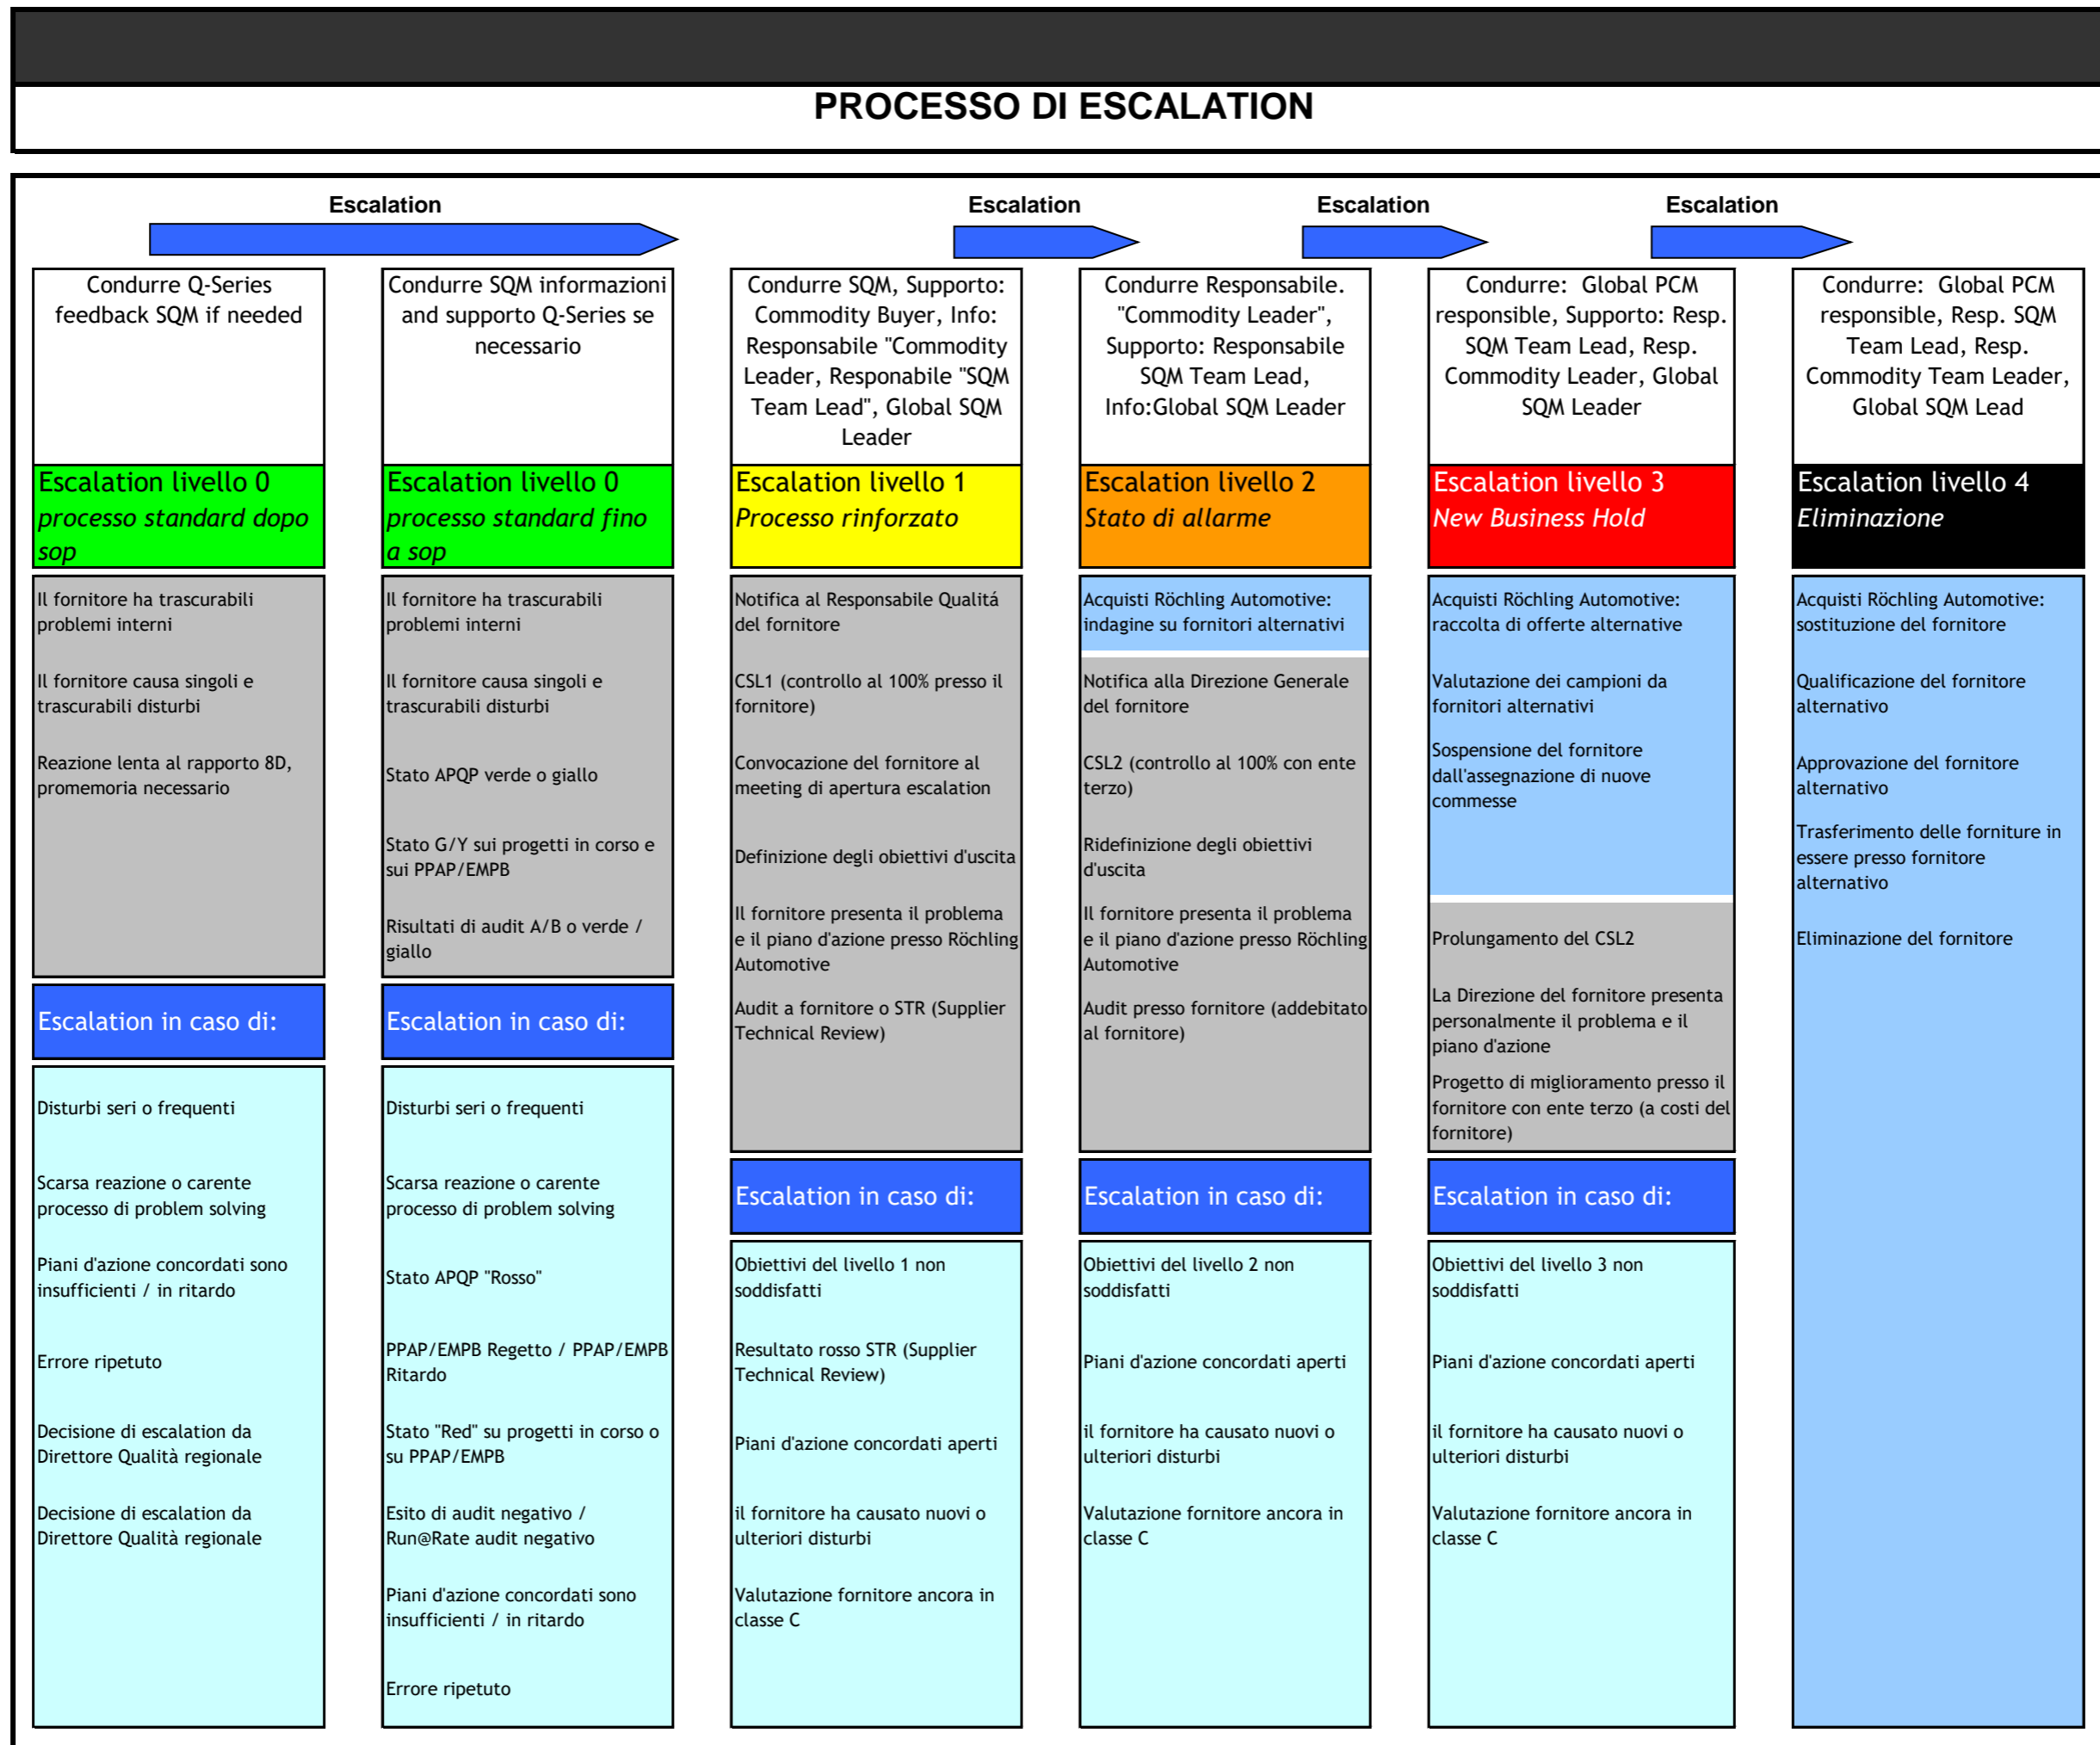 PROCESSO DI ESCALATION
Escalation
Escalation
Escalation
Escalation
Condurre Q-Series
feedback SQM if needed
Escalation livello 0
processo standard dopo
sop
Il fornitore ha trascurabili
problemi interni
Il fornitore causa singoli e
trascurabili disturbi
Reazione lenta al rapporto 8D,
promemoria necessario
Escalation in caso di:
Disturbi seri o frequenti
Scarsa reazione o carente
processo di problem solving
Piani d'azione concordati sono
insufficienti / in ritardo
Errore ripetuto
Decisione di escalation da
Direttore Qualità regionale
Decisione di escalation da
Direttore Qualità regionale
Condurre SQM informazioni
and supporto Q-Series se
necessario
Escalation livello 0
processo standard fino
a sop
Il fornitore ha trascurabili
problemi interni
Il fornitore causa singoli e
trascurabili disturbi
Stato APQP verde o giallo
Stato G/Y sui progetti in corso e
sui PPAP/EMPB
Risultati di audit A/B o verde /
giallo
Escalation in caso di:
Disturbi seri o frequenti
Scarsa reazione o carente
processo di problem solving
Stato APQP "Rosso"
PPAP/EMPB Regetto / PPAP/EMPB
Ritardo
Stato "Red" su progetti in corso o
su PPAP/EMPB
Esito di audit negativo /
Run@Rate audit negativo
Piani d'azione concordati sono
insufficienti / in ritardo
Errore ripetuto
Condurre SQM, Supporto:
Commodity Buyer, Info:
Responsabile "Commodity
Leader, Responabile "SQM
Team Lead", Global SQM
Leader
Escalation livello 1
Processo rinforzato
Notifica al Responsabile Qualitá
del fornitore
CSL1 (controllo al 100% presso il
fornitore)
Convocazione del fornitore al
meeting di apertura escalation
Definizione degli obiettivi d'uscita
Il fornitore presenta il problema
e il piano d'azione presso Röchling
Automotive
Audit a fornitore o STR (Supplier
Technical Review)
Escalation in caso di:
Obiettivi del livello 1 non
soddisfatti
Resultato rosso STR (Supplier
Technical Review)
Piani d'azione concordati aperti
il fornitore ha causato nuovi o
ulteriori disturbi
Valutazione fornitore ancora in
classe C
Condurre Responsabile.
"Commodity Leader",
Supporto: Responsabile
SQM Team Lead,
Info:Global SQM Leader
Escalation livello 2
Stato di allarme
Acquisti Röchling Automotive:
indagine su fornitori alternativi
Notifica alla Direzione Generale
del fornitore
CSL2 (controllo al 100% con ente
terzo)
Ridefinizione degli obiettivi
d'uscita
Il fornitore presenta il problema
e il piano d'azione presso Röchling
Automotive
Audit presso fornitore (addebitato
al fornitore)
Escalation in caso di:
Obiettivi del livello 2 non
soddisfatti
Piani d'azione concordati aperti
il fornitore ha causato nuovi o
ulteriori disturbi
Valutazione fornitore ancora in
classe C
Condurre: Global PCM
responsible, Supporto: Resp.
SQM Team Lead, Resp.
Commodity Leader, Global
SQM Leader
Escalation livello 3
New Business Hold
Acquisti Röchling Automotive:
raccolta di offerte alternative
Valutazione dei campioni da
fornitori alternativi
Sospensione del fornitore
dall'assegnazione di nuove
commesse
Prolungamento del CSL2
La Direzione del fornitore presenta
personalmente il problema e il
piano d'azione
Progetto di miglioramento presso il
fornitore con ente terzo (a costi del
fornitore)
Escalation in caso di:
Obiettivi del livello 3 non
soddisfatti
Piani d'azione concordati aperti
il fornitore ha causato nuovi o
ulteriori disturbi
Valutazione fornitore ancora in
classe C
Condurre: Global PCM
responsible, Resp. SQM
Team Lead, Resp.
Commodity Team Leader,
Global SQM Lead
Escalation livello 4
Eliminazione
Acquisti Röchling Automotive:
sostituzione del fornitore
Qualificazione del fornitore
alternativo
Approvazione del fornitore
alternativo
Trasferimento delle forniture in
essere presso fornitore
alternativo
Eliminazione del fornitore